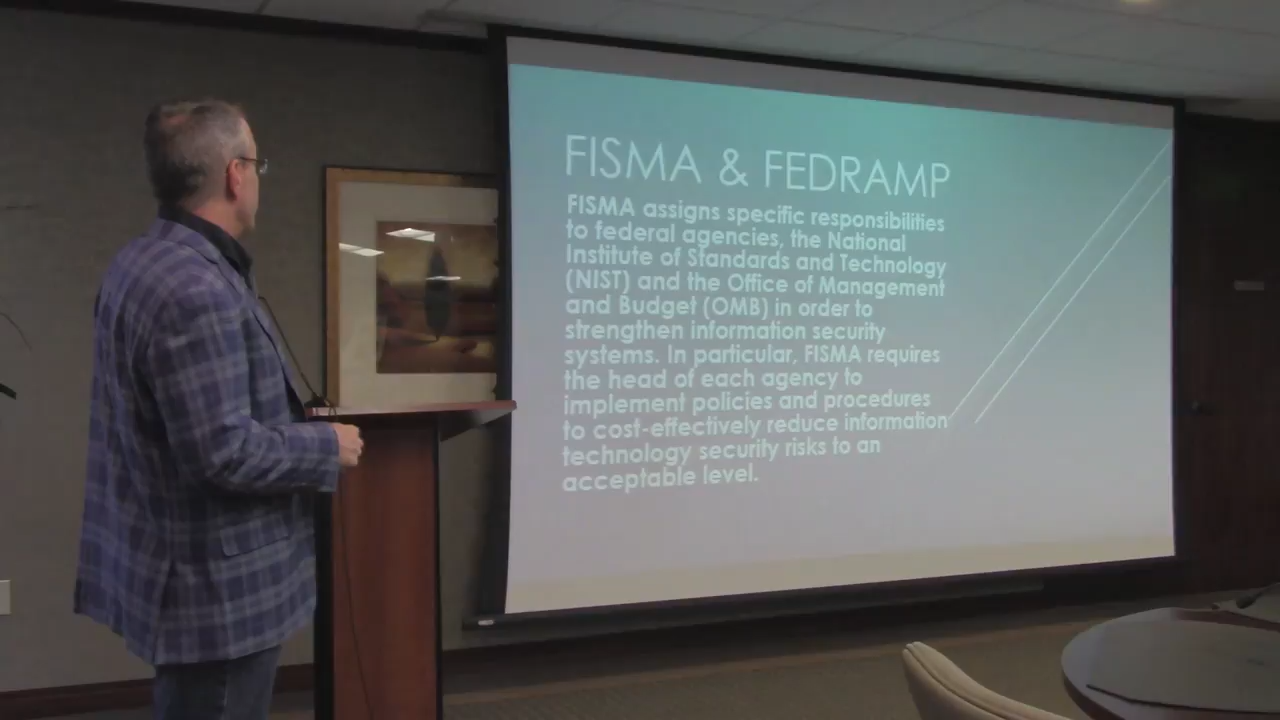 FISMA & FEDRAMP
FISMA assigns specific responsibilities
to federal agencies, the National
Institute of Standards and Technology
(NIST) and the Office of Management
and Budget (OMB) in order to
strengthen information security
systems. In particular, FISMA requires
the head of each agency to
implement policies and procedures
to cost-effectively reduce information
technology security risks to an
acceptable level.